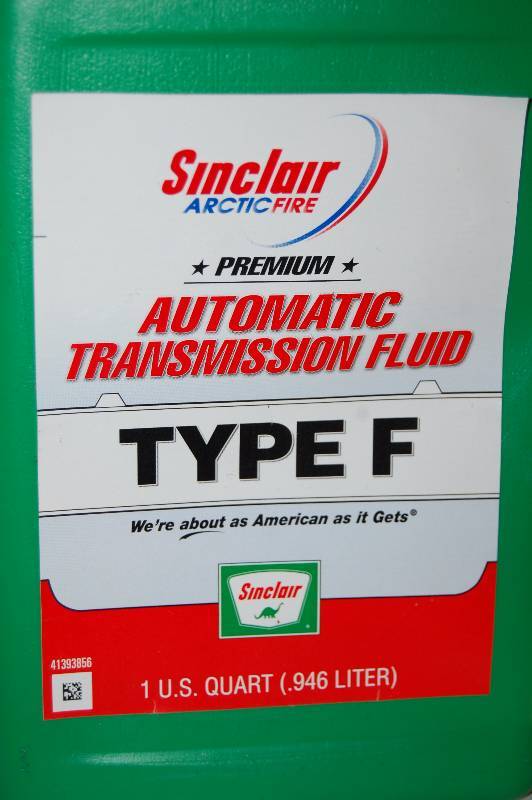 Sinclair
ARCTICFIRE
★ PREMIUM ★
AUTOMATIC
TRANSMISSION FLUID
TYPE F
We're about as American as it Gets®
Sinclair
®
41393856
1 U.S. QUART (.946 LITER)